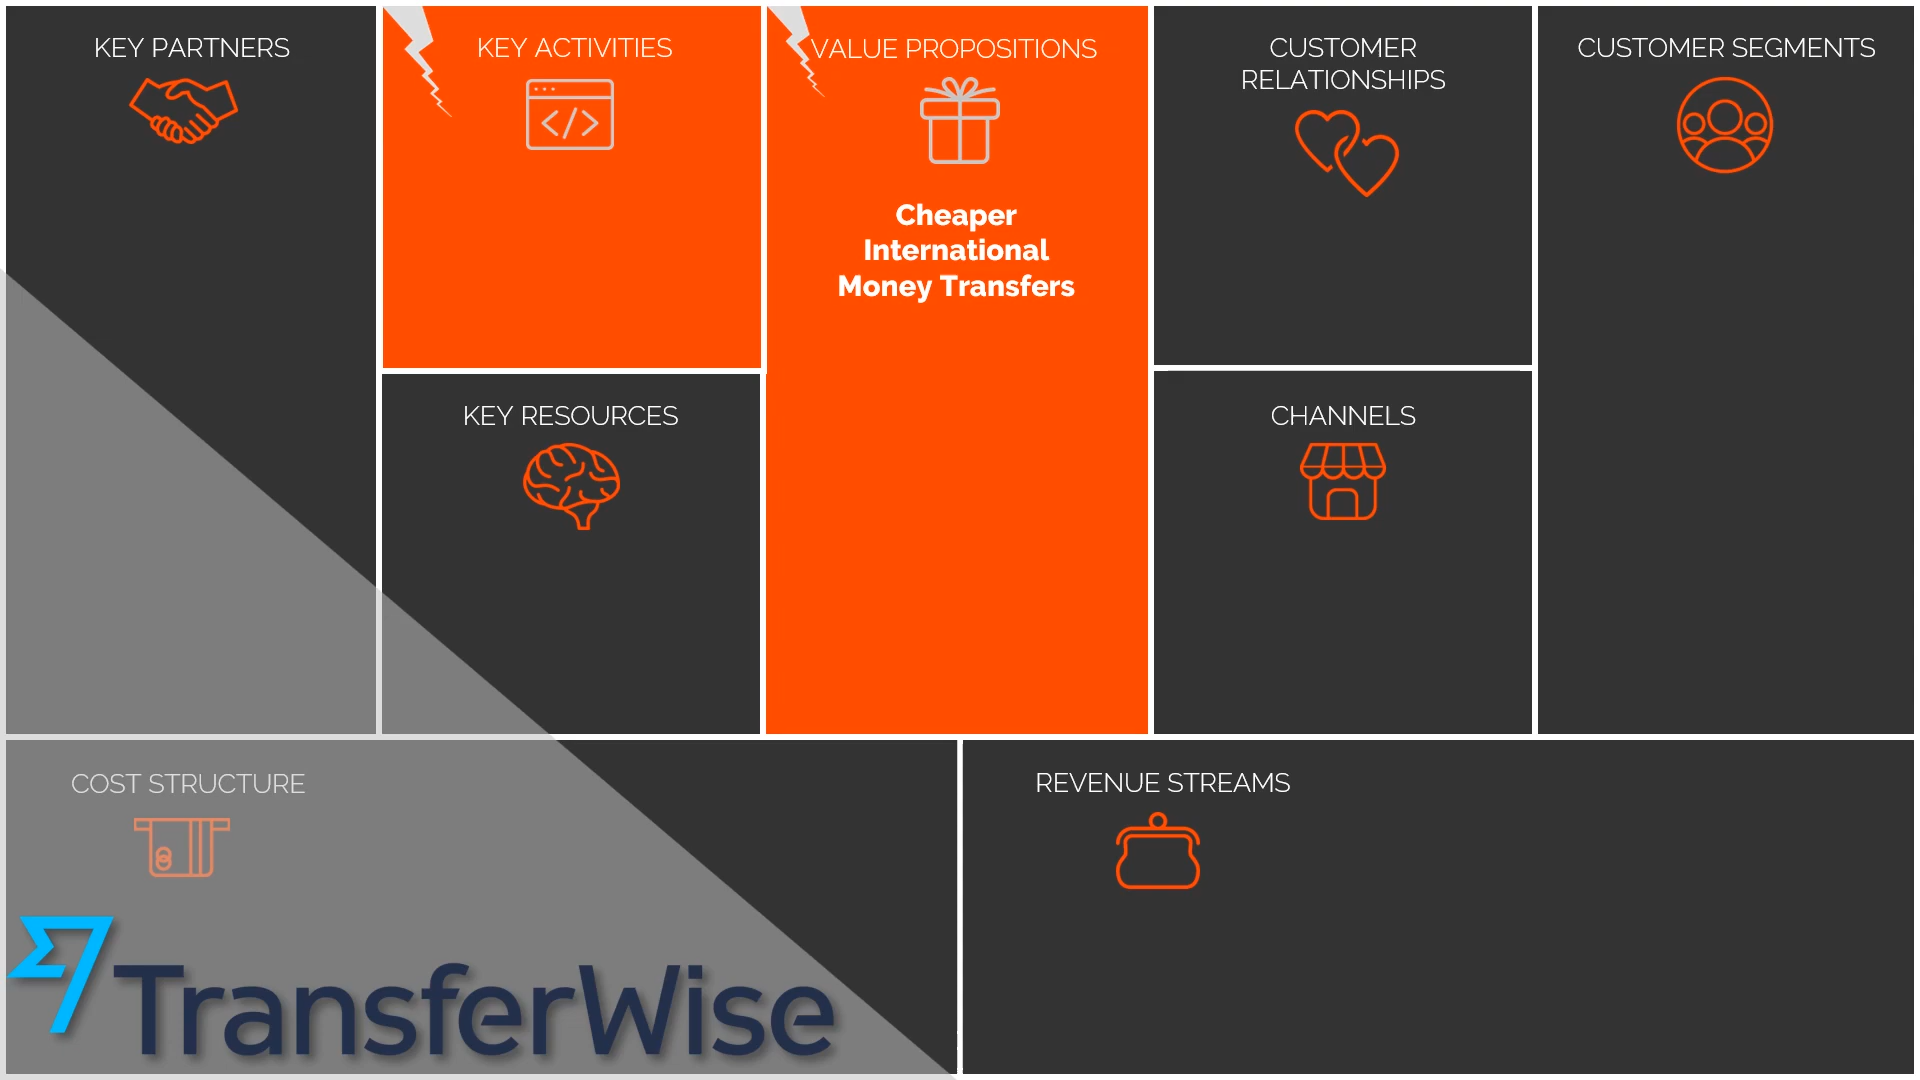 KEY PARTNERS
KEY ACTIVITIES
VALUE PROPOSITIONS
Cheaper
International
Money Transfers
CUSTOMER
RELATIONSHIPS
CUSTOMER SEGMENTS
KEY RESOURCES
CHANNELS
COST STRUCTURE
REVENUE STREAMS
TransferWise